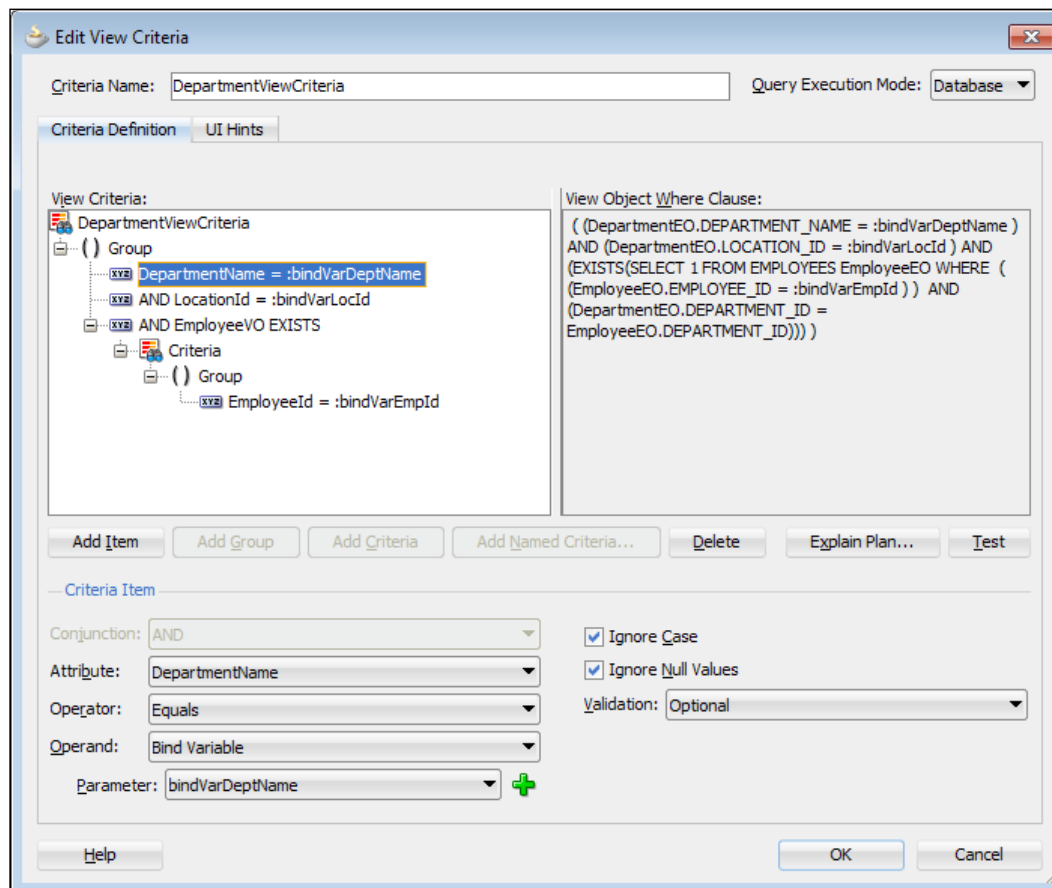 Edit View Criteria
Criteria Name: DepartmentViewCriteria Query Execution Mode: Database
Criteria Definition UI Hints
View Criteria:
DepartmentViewCriteria
( ) Group
XYZ DepartmentName = :bindVarDeptName
XYZ AND LocationId = :bindVarLocId
XYZ AND EmployeeVO EXISTS
Criteria
( ) Group
XYZ EmployeeId = :bindVarEmpId
View Object Where Clause:
( (DepartmentEO.DEPARTMENT_NAME = :bindVarDeptName )
AND (DepartmentEO.LOCATION_ID = :bindVarLocId ) AND
(EXISTS(SELECT 1 FROM EMPLOYEES EmployeeEO WHERE (
(EmployeeEO.EMPLOYEE_ID = :bindVarEmpId ) ) AND
(DepartmentEO.DEPARTMENT_ID =
EmployeeEO.DEPARTMENT_ID))) )
Add Item Add Group Add Criteria Add Named Criteria... Delete Explain Plan... Test
Criteria Item
Conjunction: AND
Attribute: DepartmentName
Operator: Equals
Operand: Bind Variable
Parameter: bindVarDeptName
Ignore Case
Ignore Null Values
Validation: Optional
Help OK Cancel